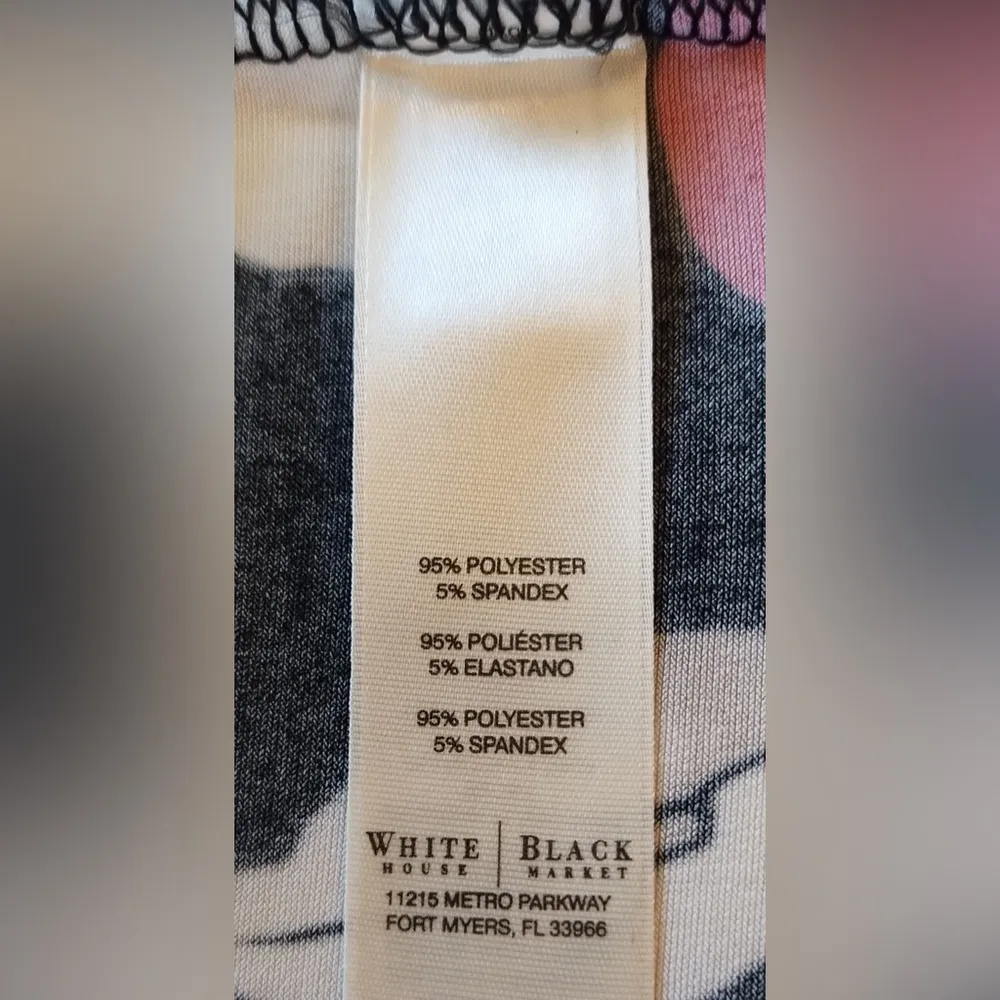 95% POLYESTER
5% SPANDEX
95% POLIÉSTER
5% ELASTANO
95% POLYESTER
5% SPANDEX
WHITE | BLACK
HOUSE MARKET
11215 METRO PARKWAY
FORT MYERS, FL 33966